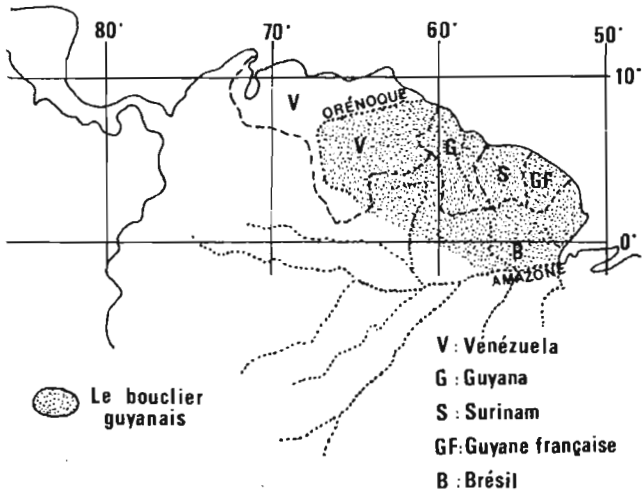 80° 70° 60° 50°
10°
ORÉNOQUE
V
V
G
S
GF
0°
B
AMAZONE
V : Vénézuela
G : Guyana
S : Surinam
GF: Guyane française
B : Brésil
Le bouclier
guyanais